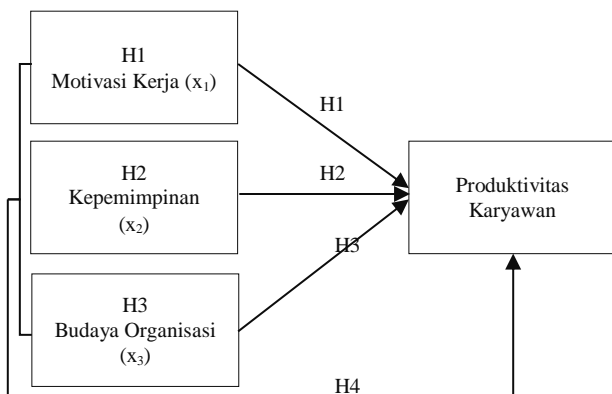 H1
Motivasi Kerja (x₁)
H1
H2
Kepemimpinan
(x₂)
H2
Produktivitas
Karyawan
H3
H3
Budaya Organisasi
(x₃)
H4